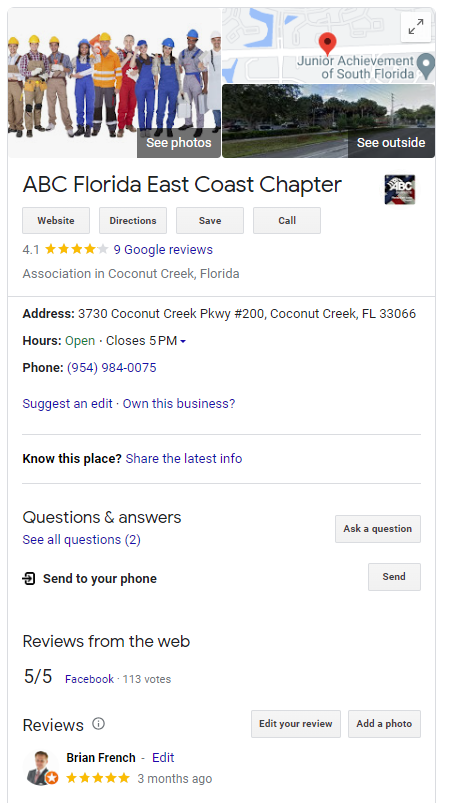 Junior Achievement
of South Florida
See photos
See outside
ABC Florida East Coast Chapter
ABC
Website
Directions
Save
Call
4.1 9 Google reviews
Association in Coconut Creek, Florida
Address: 3730 Coconut Creek Pkwy #200, Coconut Creek, FL 33066
Hours: Open · Closes 5 PM
Phone: (954) 984-0075
Suggest an edit · Own this business?
Know this place? Share the latest info
Questions & answers
See all questions (2)
Ask a question
Send to your phone
Send
Reviews from the web
5/5 Facebook · 113 votes
Reviews
Edit your review
Add a photo
Brian French - Edit
3 months ago